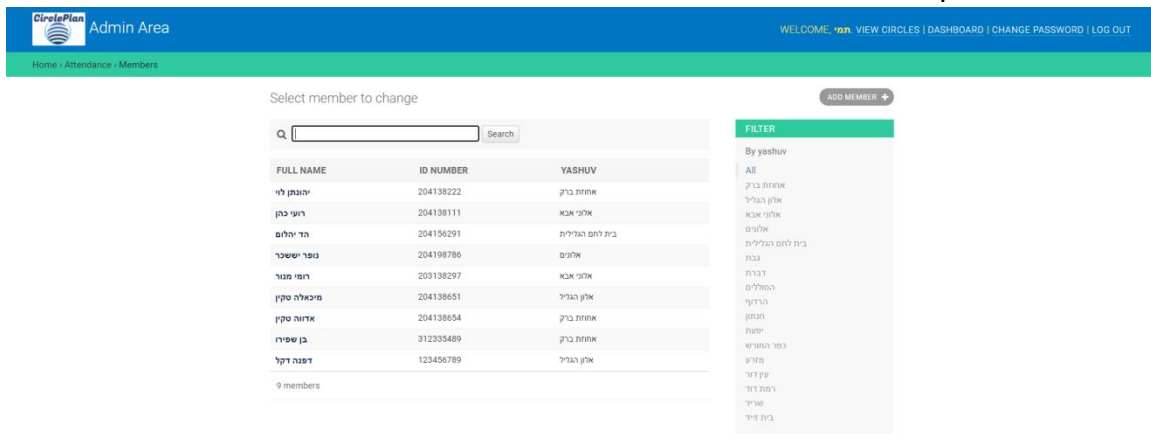 CirclePlan
Admin Area
WELCOME, תמי. VIEW CIRCLES | DASHBOARD | CHANGE PASSWORD | LOG OUT
Home › Attendance › Members
Select member to change
ADD MEMBER +
Search
FULL NAME ID NUMBER YASHUV
יהונתן לוי 204138222 אחוזת ברק
רועי כהן 204138111 אלוני אבא
הד יהלום 204156291 בית לחם הגלילית
נופר יששכר 204198786 אלונים
רומי מנור 203138297 אלוני אבא
מיכאלה טקין 204138651 אלון הגליל
אדווה טקין 204138654 אחוזת ברק
בן שפירו 312335489 אחוזת ברק
דפנה דקל 123456789 אלון הגליל
9 members
FILTER
By yashuv
All
אחוזת ברק
אלון הגליל
אלוני אבא
אלונים
בית לחם הגלילית
גבת
דברת
הסוללים
הרדוף
חנתון
יפעת
כפר החורש
מזרע
עין דור
רמת דוד
שריד
בית זייד